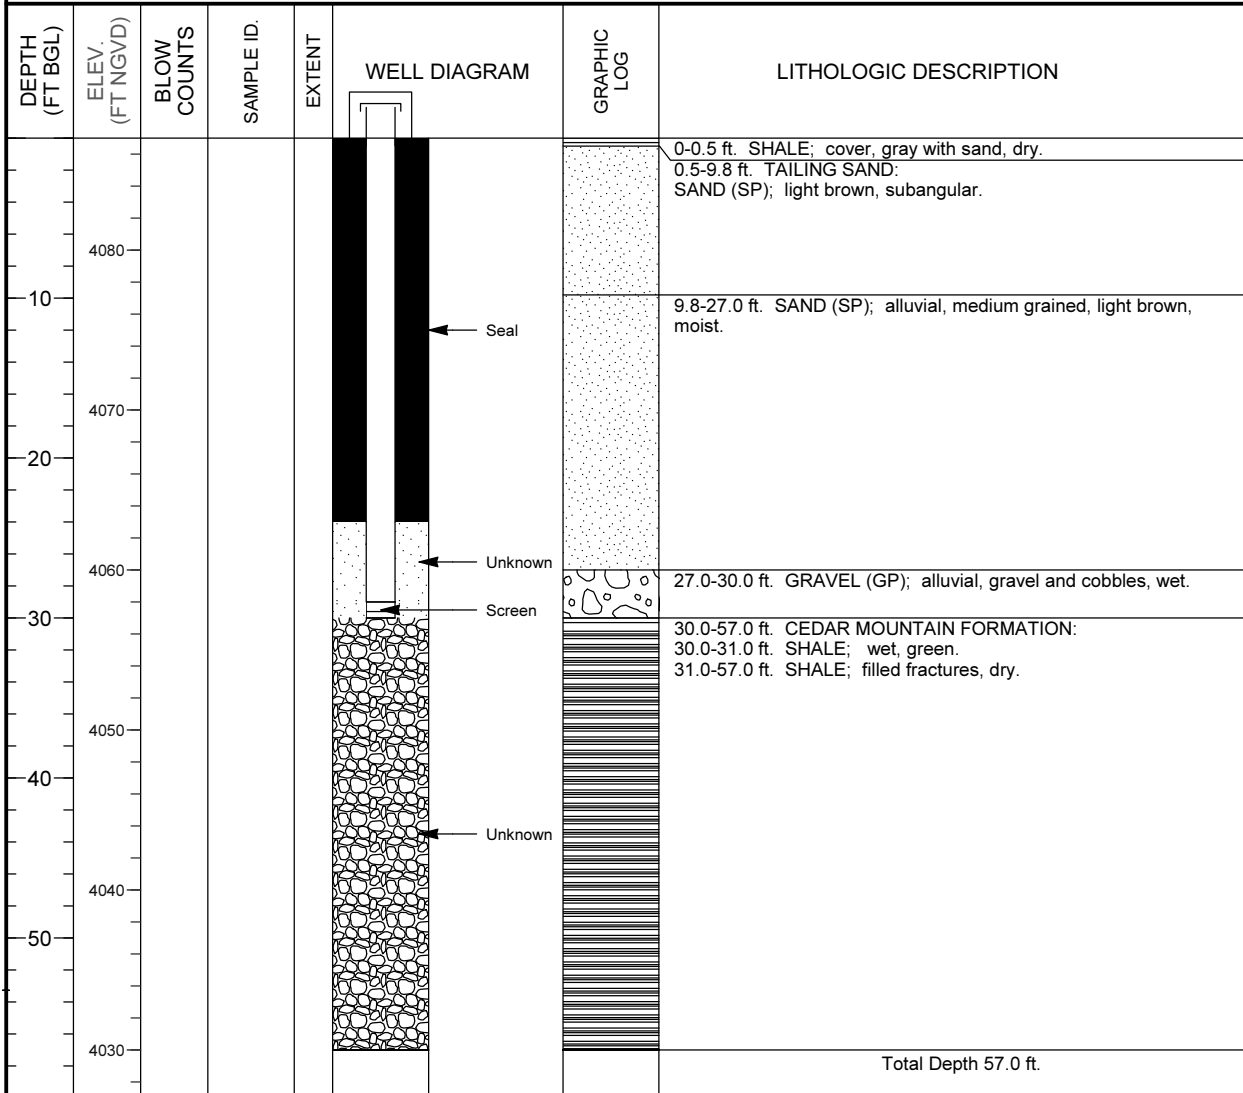 DEPTH
(FT BGL)
ELEV.
(FT NGVD)
BLOW
COUNTS
SAMPLE ID.
EXTENT
WELL DIAGRAM
GRAPHIC
LOG
LITHOLOGIC DESCRIPTION
0-0.5 ft. SHALE; cover, gray with sand, dry.
0.5-9.8 ft. TAILING SAND:
SAND (SP); light brown, subangular.
4080
10
9.8-27.0 ft. SAND (SP); alluvial, medium grained, light brown,
moist.
Seal
4070
20
Unknown
4060
27.0-30.0 ft. GRAVEL (GP); alluvial, gravel and cobbles, wet.
Screen
30
30.0-57.0 ft. CEDAR MOUNTAIN FORMATION:
30.0-31.0 ft. SHALE; wet, green.
31.0-57.0 ft. SHALE; filled fractures, dry.
4050
40
Unknown
4040
50
4030
Total Depth 57.0 ft.